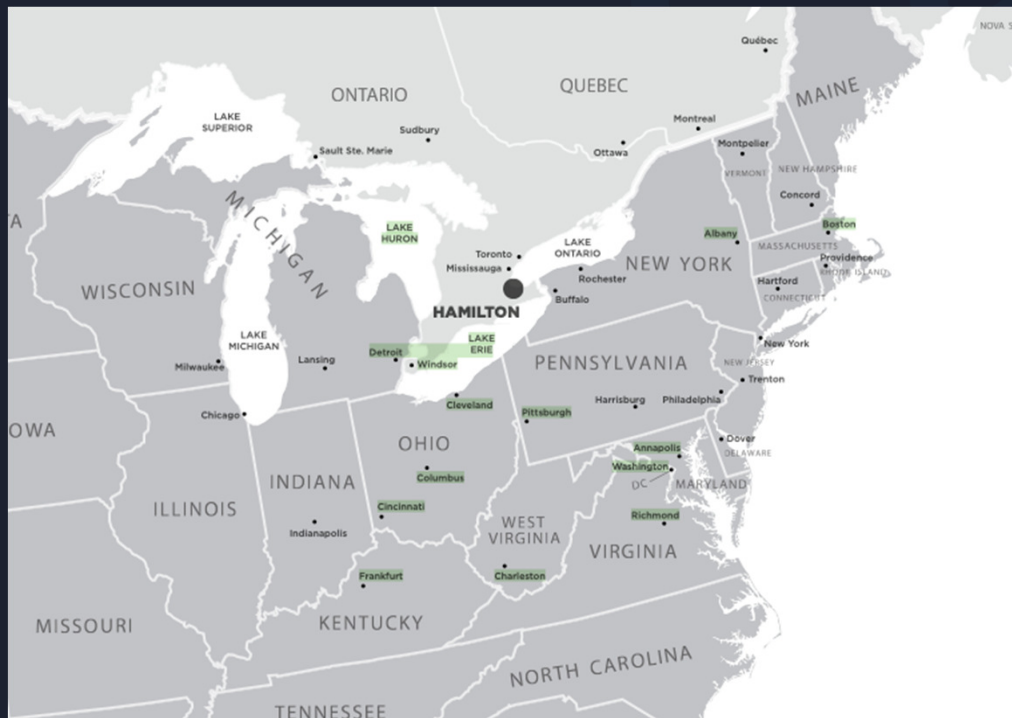 NOVA S
Québec
QUEBEC
ONTARIO
MAINE
LAKE
SUPERIOR
Sudbury
Montreal
Sault Ste. Marie
Ottawa
Montpelier
VERMONT
NEW HAMPSHIRE
Concord
TA
MICHIGAN
LAKE
HURON
Albany
Boston
MASSACHUSETTS
LAKE
ONTARIO
Toronto
Mississauga
NEW YORK
Providence
RHODE ISLAND
Rochester
Hartford
CONNECTICUT
WISCONSIN
Buffalo
HAMILTON
LAKE
MICHIGAN
LAKE
ERIE
New York
Detroit
Windsor
Lansing
Milwaukee
PENNSYLVANIA
NEW JERSEY
Trenton
Harrisburg
Philadelphia
Cleveland
Pittsburgh
Chicago
OWA
OHIO
Dover
DELAWARE
Annapolis
Washington
DC
MARYLAND
Columbus
INDIANA
ILLINOIS
Cincinnati
Richmond
WEST
VIRGINIA
Indianapolis
VIRGINIA
Frankfurt
Charleston
MISSOURI
KENTUCKY
NORTH CAROLINA
TENNESSEE